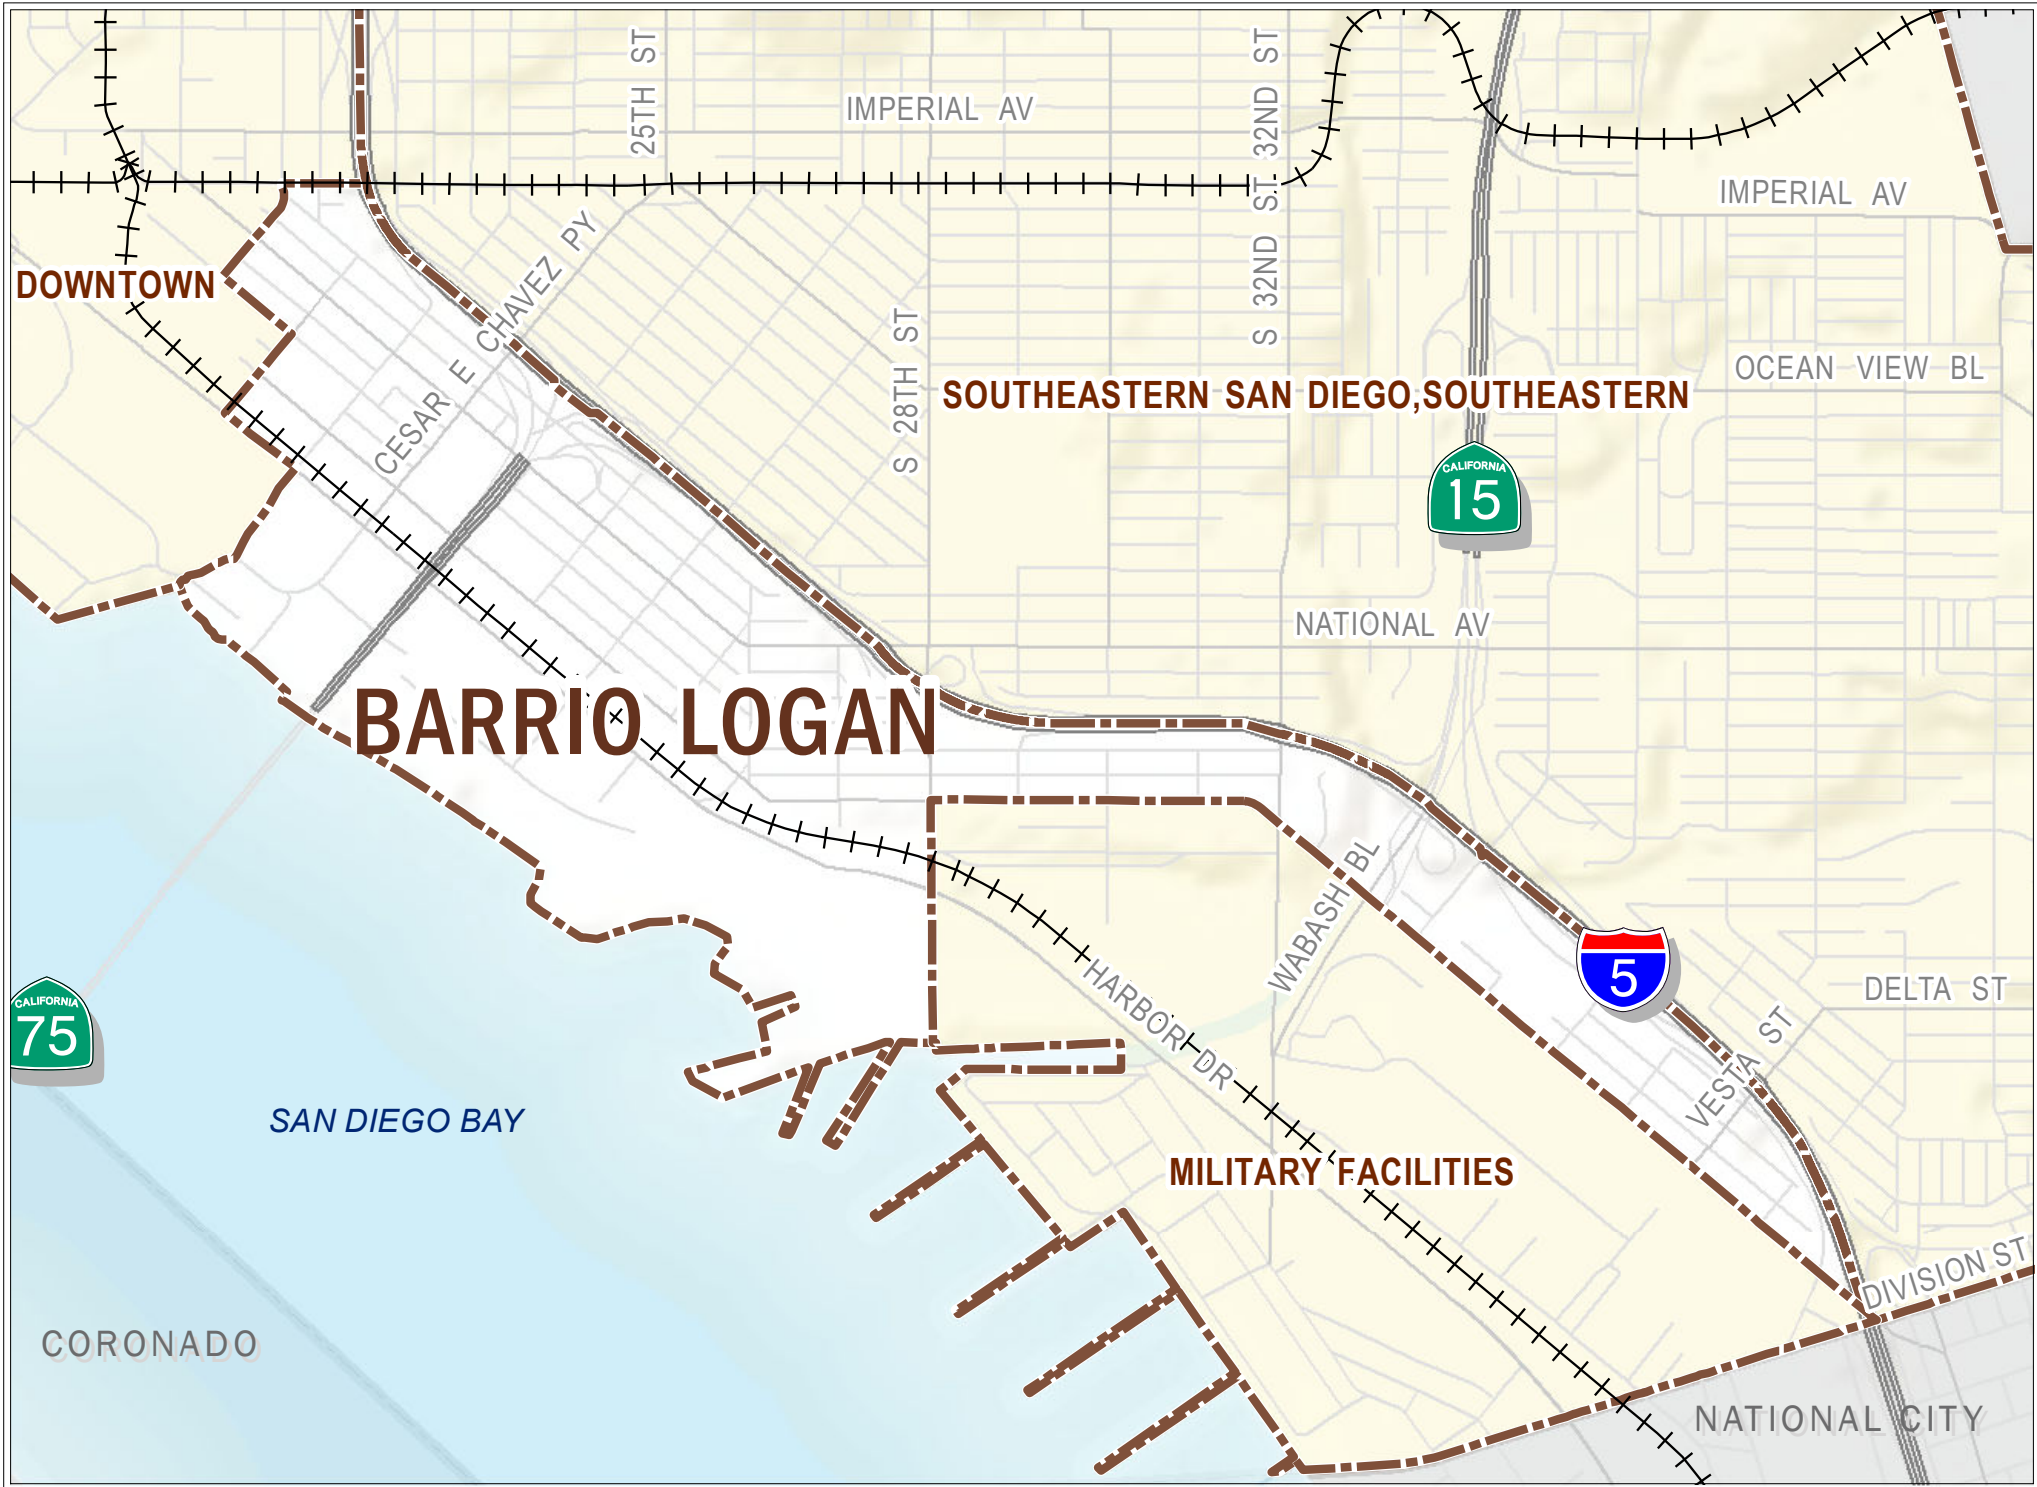 25TH ST
IMPERIAL AV
32ND ST
S 32ND ST
IMPERIAL AV
DOWNTOWN
CESAR E CHAVEZ PY
S 28TH ST
OCEAN VIEW BL
SOUTHEASTERN SAN DIEGO,SOUTHEASTERN
CALIFORNIA
15
NATIONAL AV
BARRIO LOGAN
WABASH BL
HARBOR DR
5
DELTA ST
VESTA ST
CALIFORNIA
75
SAN DIEGO BAY
MILITARY FACILITIES
DIVISION ST
CORONADO
NATIONAL CITY